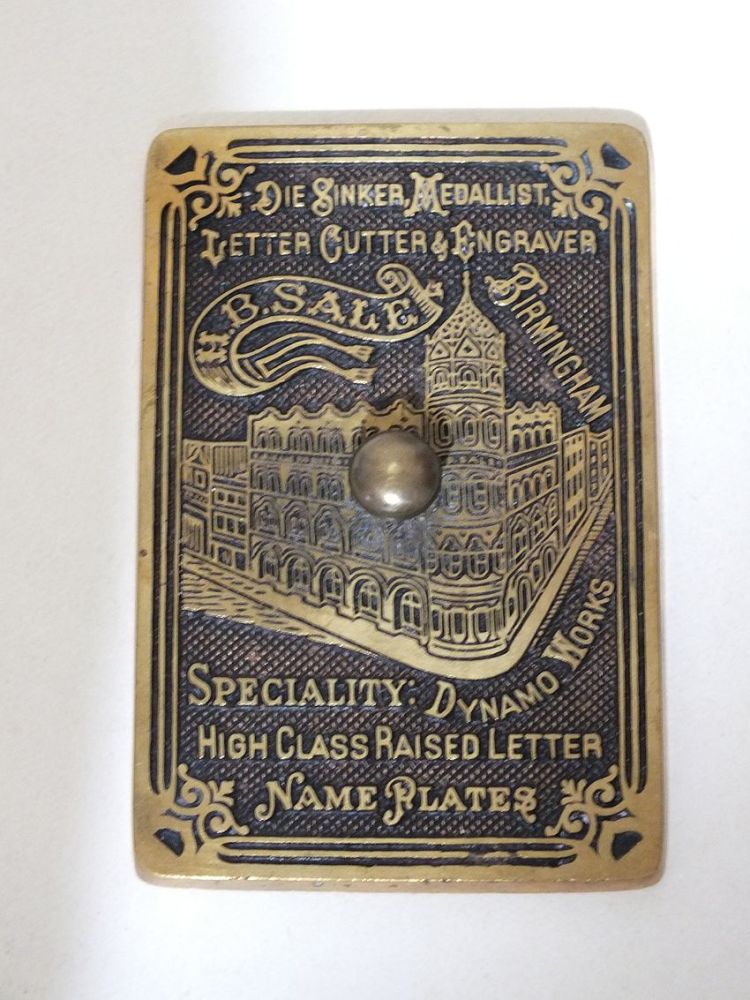 DIE SINKER, MEDALLIST,
LETTER CUTTER & ENGRAVER
H.B. SALE
BIRMINGHAM
SPECIALITY: DYNAMO WORKS
HIGH CLASS RAISED LETTER
NAME PLATES